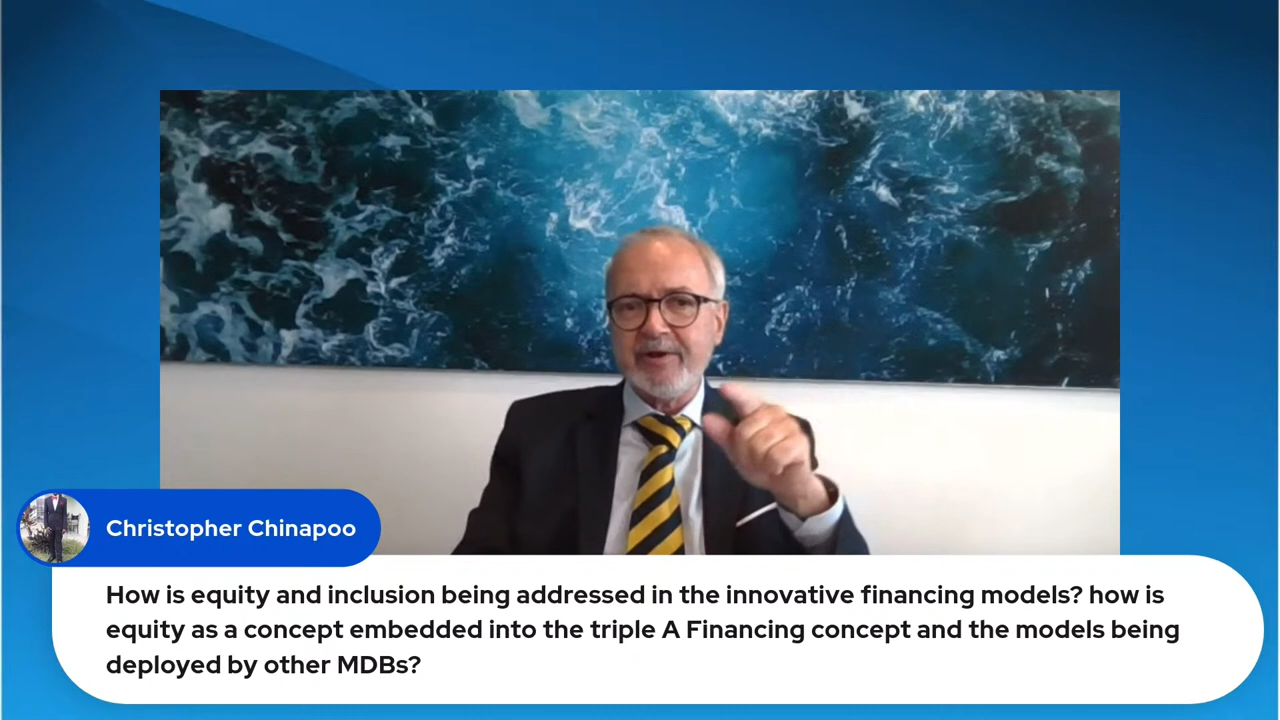 Christopher Chinapoo
How is equity and inclusion being addressed in the innovative financing models? how is
equity as a concept embedded into the triple A Financing concept and the models being
deployed by other MDBs?